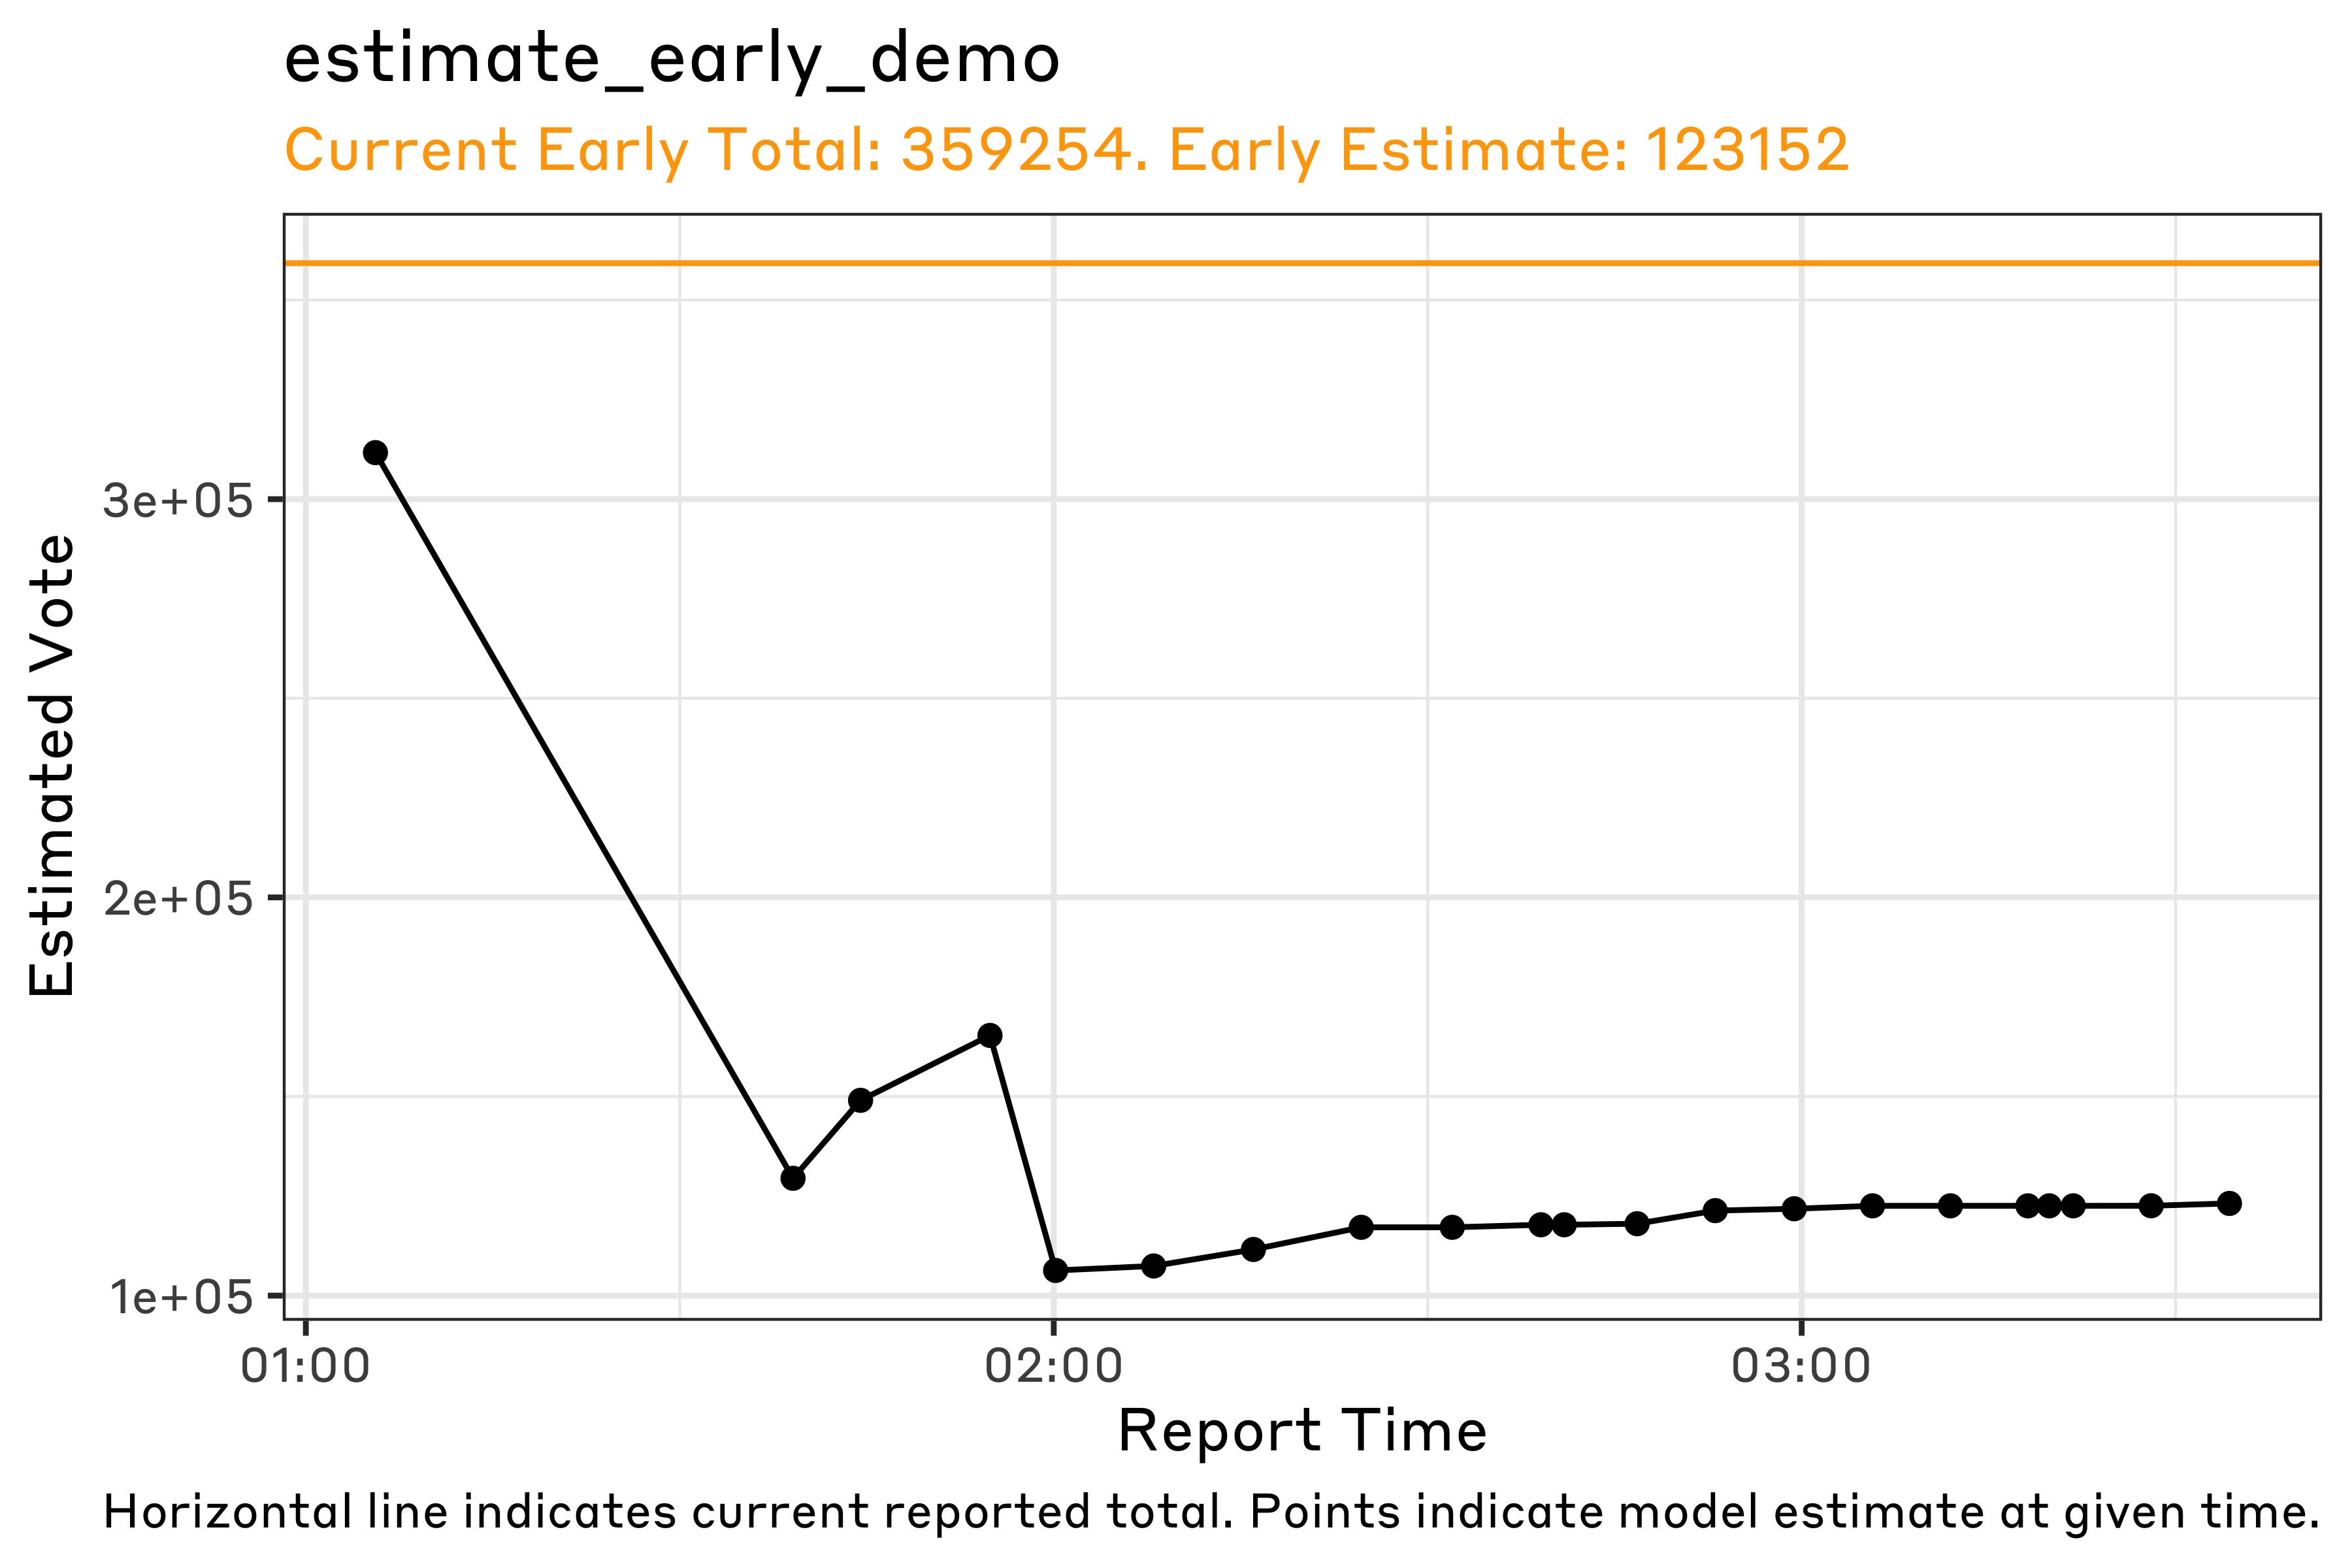 estimate_early_demo
Current Early Total: 359254. Early Estimate: 123152
Estimated Vote
3e+05
2e+05
1e+05
01:00 02:00 03:00
Report Time
Horizontal line indicates current reported total. Points indicate model estimate at given time.